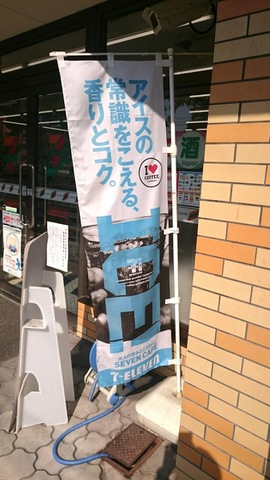 アイスの
常識をこえる、
香りとコク。
I ♥
COFFEE
ICE
SEVEN CAFÉ
7-ELEVEN
酒